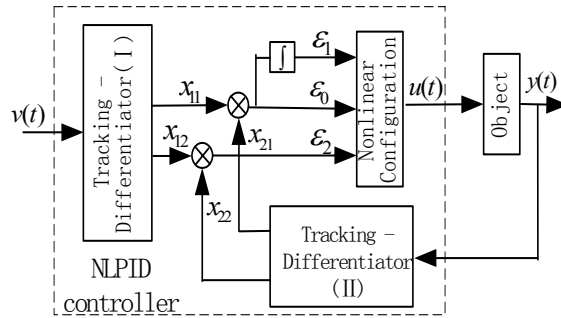 v(t)
Tracking -
Differentiator(I)
x11
x12
x21
x22
∫
ε1
ε0
ε2
Nonlinear
Configuration
u(t)
Object
y(t)
Tracking -
Differentiator
(II)
NLPID
controller